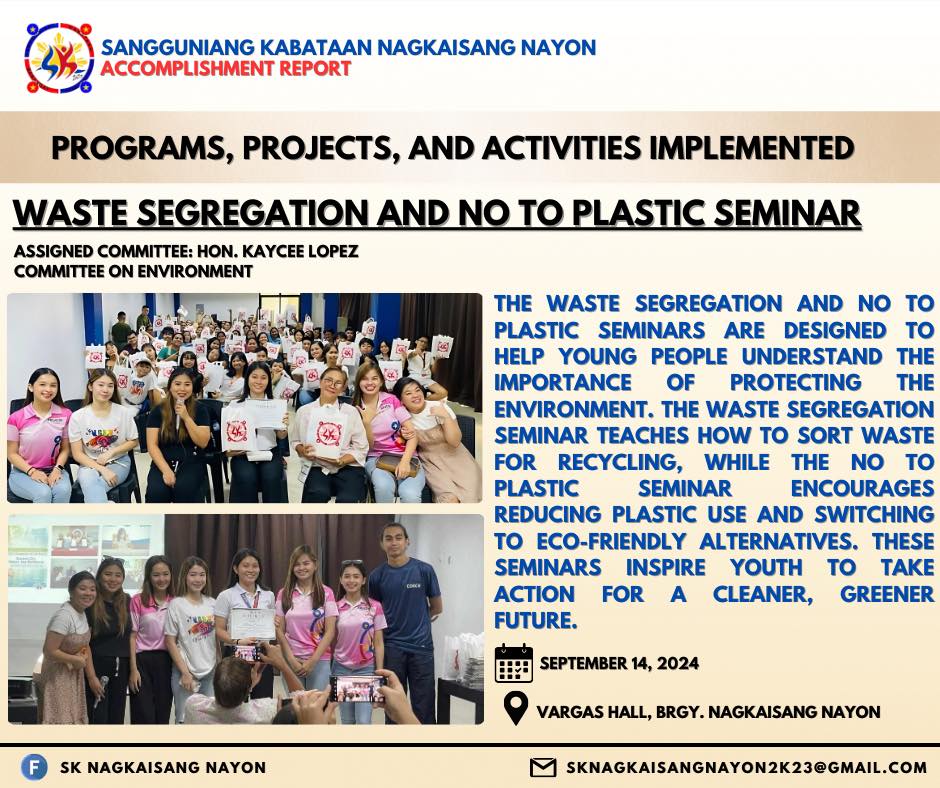 SANGGUNIANG KABATAAN NAGKAISANG NAYON
ACCOMPLISHMENT REPORT
PROGRAMS, PROJECTS, AND ACTIVITIES IMPLEMENTED
WASTE SEGREGATION AND NO TO PLASTIC SEMINAR
ASSIGNED COMMITTEE: HON. KAYCEE LOPEZ
COMMITTEE ON ENVIRONMENT
THE WASTE SEGREGATION AND NO TO
PLASTIC SEMINARS ARE DESIGNED TO
HELP YOUNG PEOPLE UNDERSTAND THE
IMPORTANCE OF PROTECTING THE
ENVIRONMENT. THE WASTE SEGREGATION
SEMINAR TEACHES HOW TO SORT WASTE
FOR RECYCLING, WHILE THE NO TO
PLASTIC SEMINAR ENCOURAGES
REDUCING PLASTIC USE AND SWITCHING
TO ECO-FRIENDLY ALTERNATIVES. THESE
SEMINARS INSPIRE YOUTH TO TAKE
ACTION FOR A CLEANER, GREENER
FUTURE.
SEPTEMBER 14, 2024
VARGAS HALL, BRGY. NAGKAISANG NAYON
SK NAGKAISANG NAYON
SKNAGKAISANGNAYON2K23@GMAIL.COM